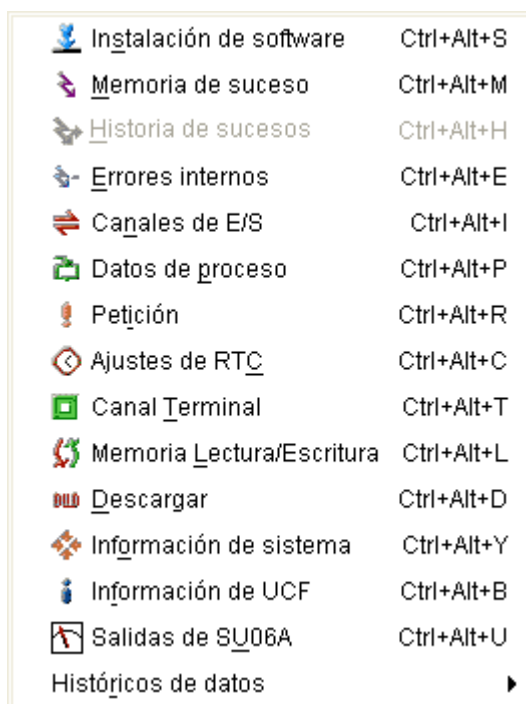 Instalación de software Ctrl+Alt+S
Memoria de suceso Ctrl+Alt+M
Historia de sucesos Ctrl+Alt+H
Errores internos Ctrl+Alt+E
Canales de E/S Ctrl+Alt+I
Datos de proceso Ctrl+Alt+P
Petición Ctrl+Alt+R
Ajustes de RTC Ctrl+Alt+C
Canal Terminal Ctrl+Alt+T
Memoria Lectura/Escritura Ctrl+Alt+L
Descargar Ctrl+Alt+D
Información de sistema Ctrl+Alt+Y
Información de UCF Ctrl+Alt+B
Salidas de SU06A Ctrl+Alt+U
Históricos de datos